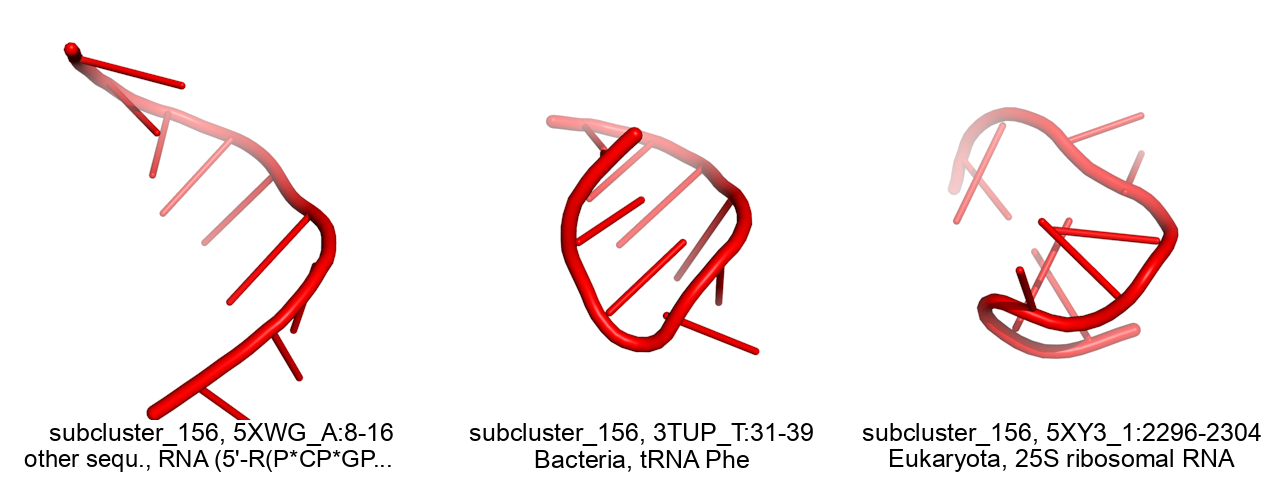 subcluster_156, 5XWG_A:8-16
other sequ., RNA (5'-R(P*CP*GP...
subcluster_156, 3TUP_T:31-39
Bacteria, tRNA Phe
subcluster_156, 5XY3_1:2296-2304
Eukaryota, 25S ribosomal RNA